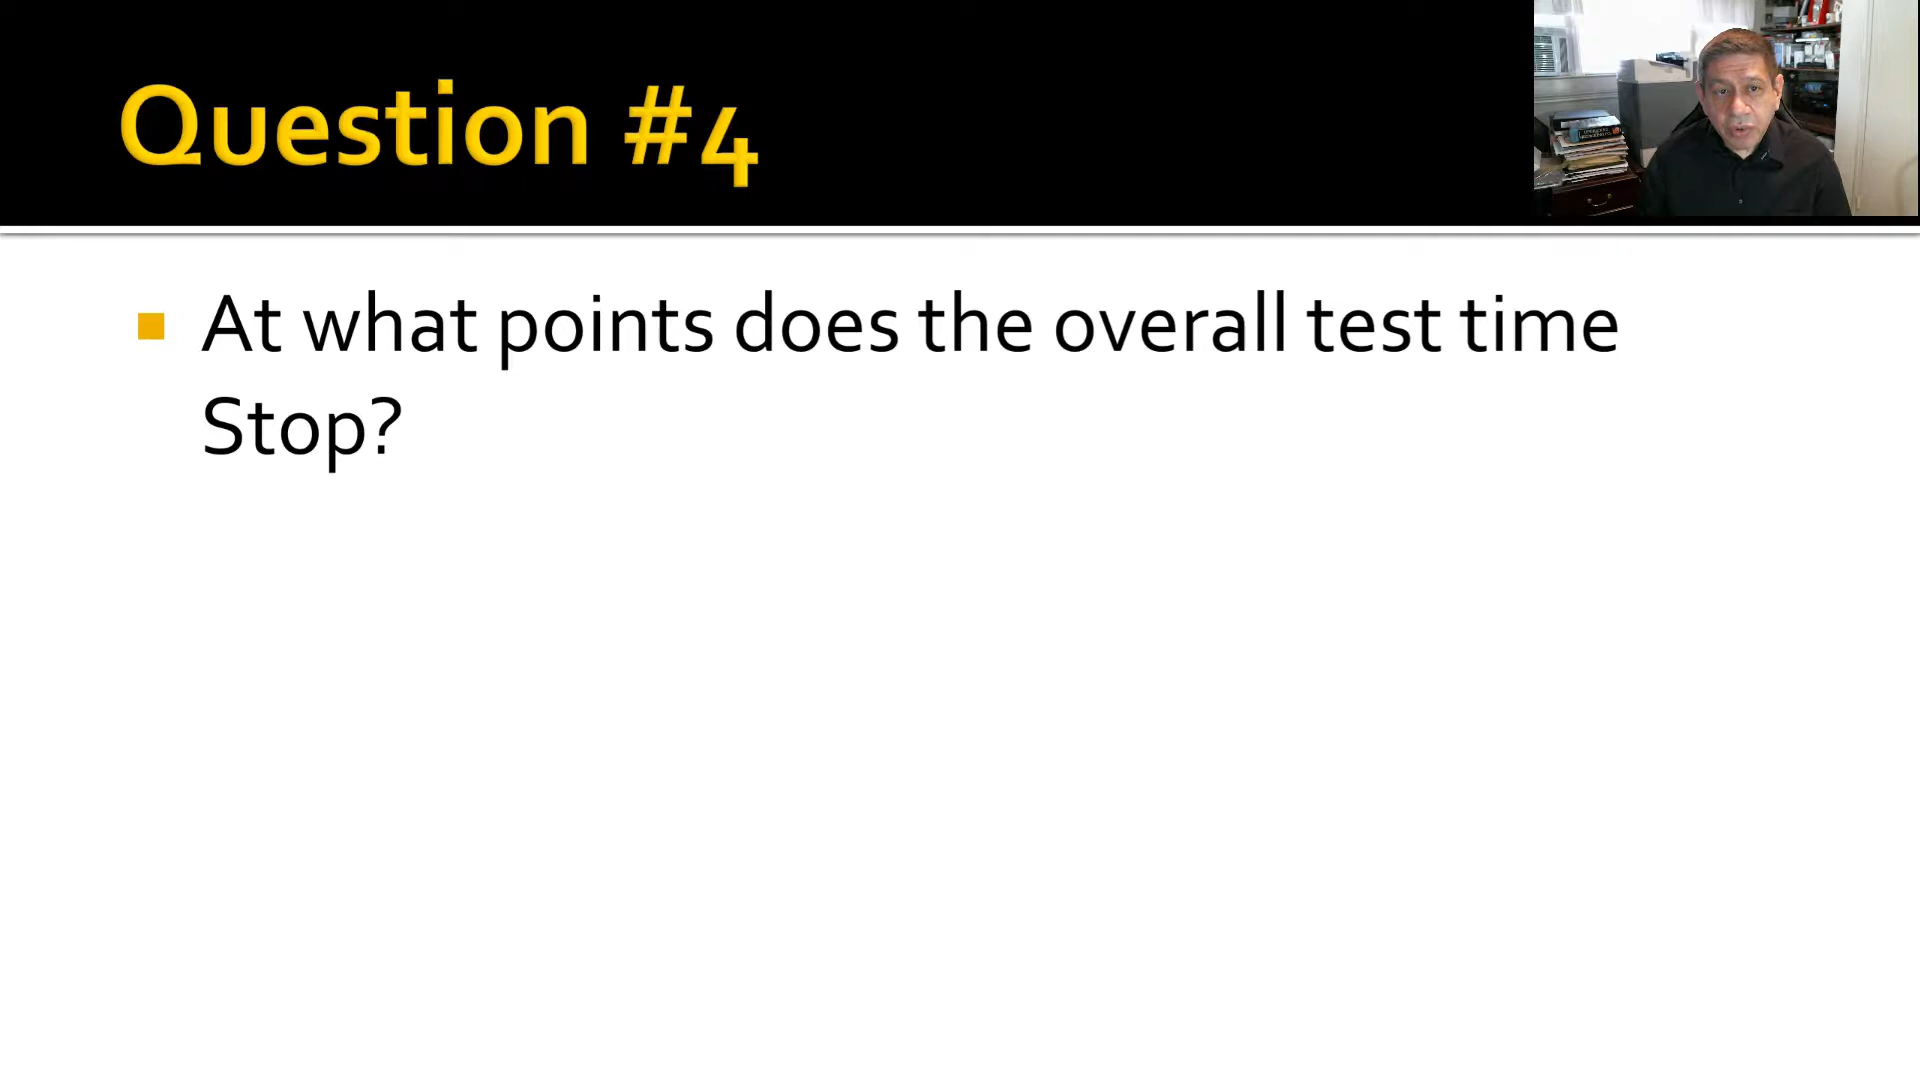 Question #4
At what points does the overall test time
Stop?